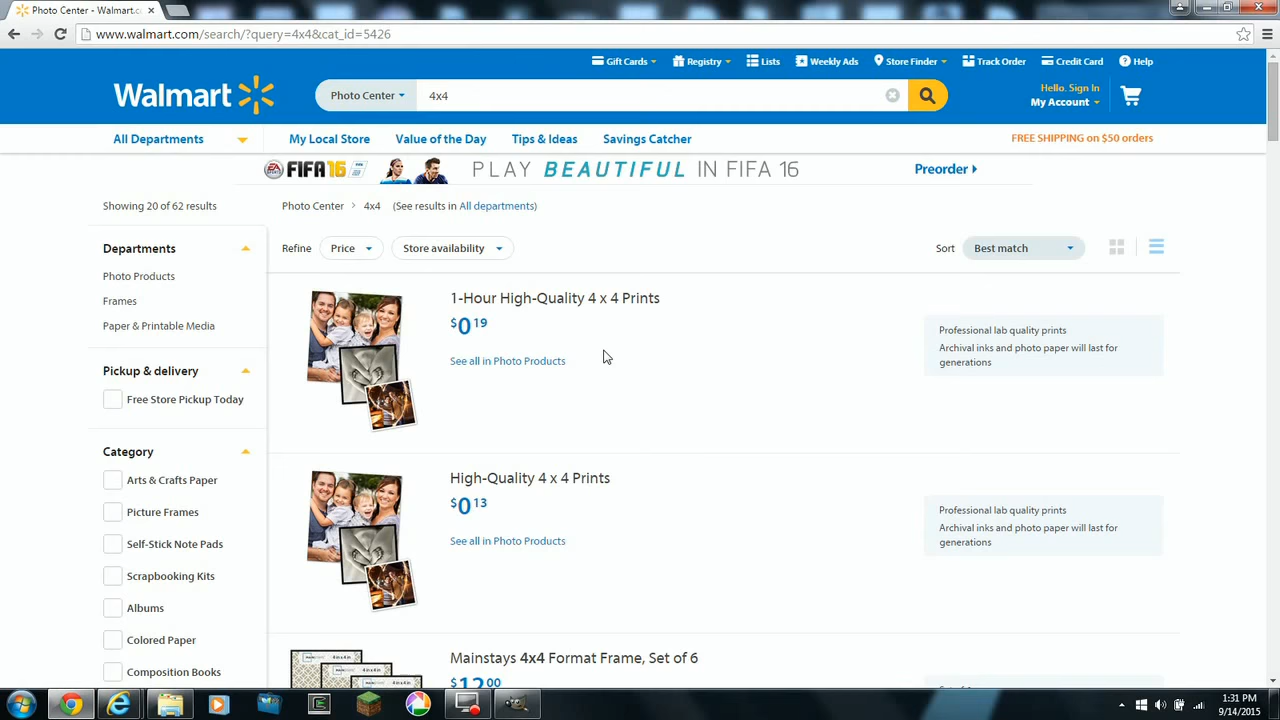 Photo Center - Walmart.c
www.walmart.com/search/?query=4x4&cat_id=5426
Gift Cards
Registry
Lists
Weekly Ads
Store Finder
Track Order
Credit Card
Help
Walmart
Photo Center
4x4
Hello. Sign In
My Account
All Departments
My Local Store
Value of the Day
Tips & Ideas
Savings Catcher
FREE SHIPPING on $50 orders
EA SPORTS FIFA 16
PLAY BEAUTIFUL IN FIFA 16
Preorder
Showing 20 of 62 results
Photo Center > 4x4 (See results in All departments)
Departments
Photo Products
Frames
Paper & Printable Media
Pickup & delivery
Free Store Pickup Today
Category
Arts & Crafts Paper
Picture Frames
Self-Stick Note Pads
Scrapbooking Kits
Albums
Colored Paper
Composition Books
Refine
Price
Store availability
Sort
Best match
1-Hour High-Quality 4 x 4 Prints
$0 19
See all in Photo Products
Professional lab quality prints
Archival inks and photo paper will last for
generations
High-Quality 4 x 4 Prints
$0 13
See all in Photo Products
Professional lab quality prints
Archival inks and photo paper will last for
generations
Mainstays 4x4 Format Frame, Set of 6
$12 00
1:31 PM
9/14/2015